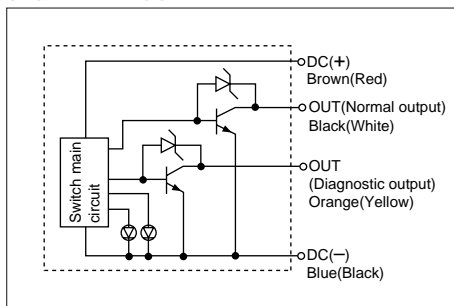 DC(+)
Brown(Red)
OUT(Normal output)
Black(White)
OUT
(Diagnostic output)
Orange(Yellow)
DC(−)
Blue(Black)
Switch main
circuit